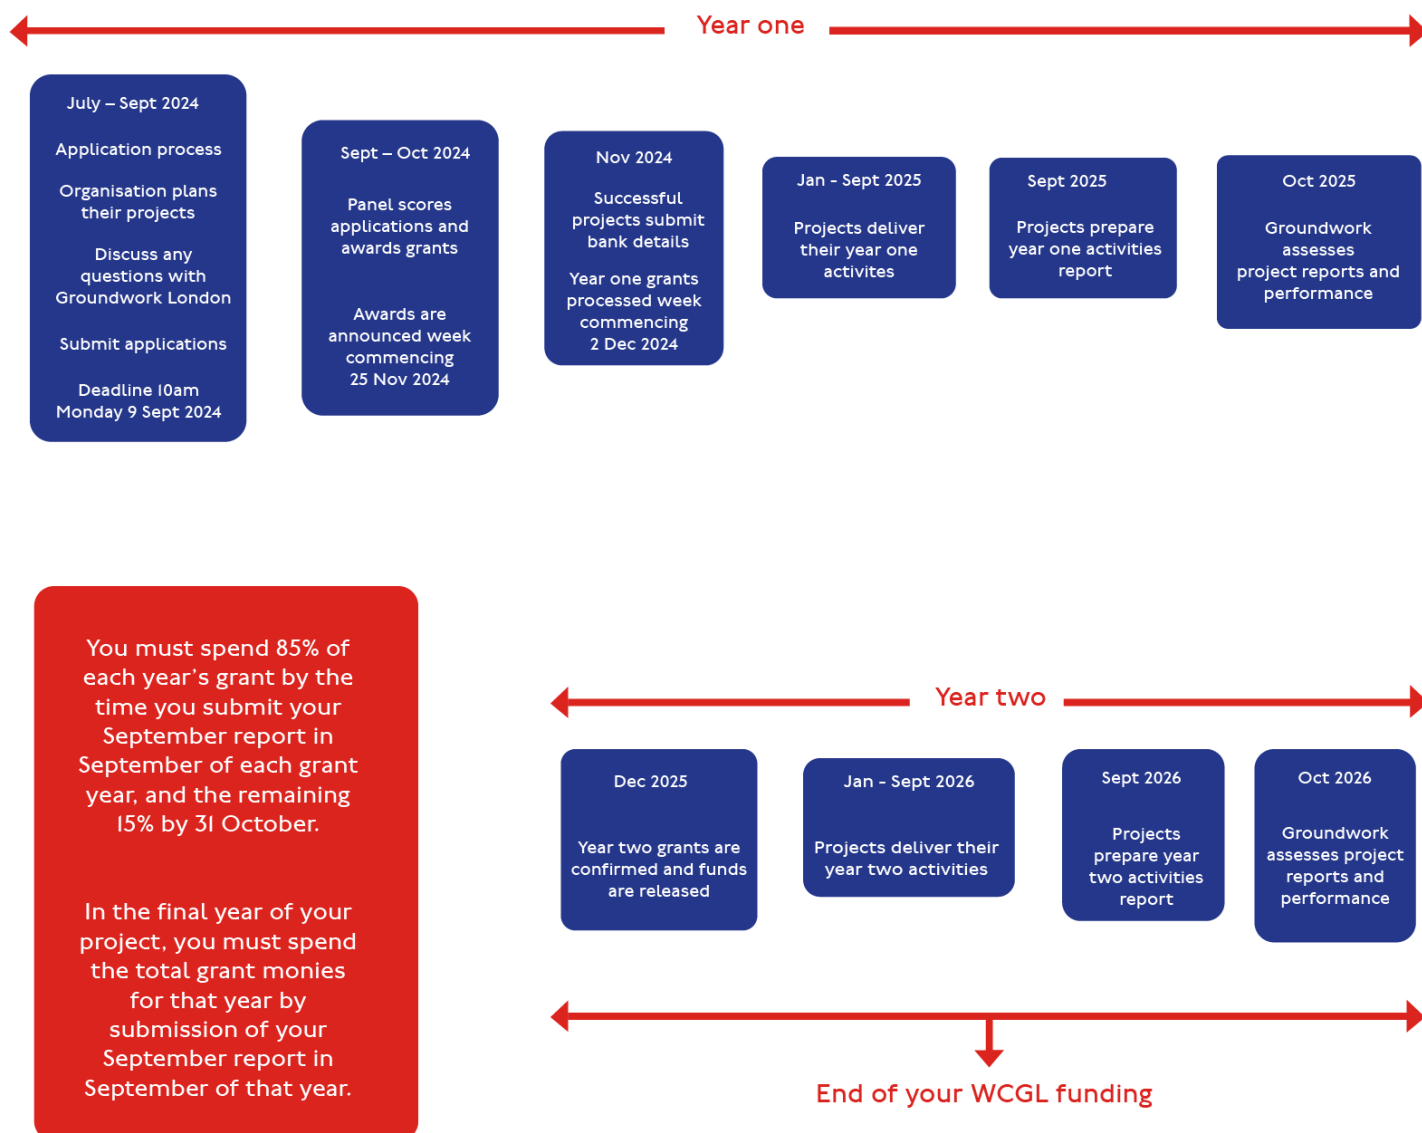 Year one
July – Sept 2024
Application process
Organisation plans
their projects
Discuss any
questions with
Groundwork London
Submit applications
Deadline 10am
Monday 9 Sept 2024
Sept – Oct 2024
Panel scores
applications and
awards grants
Awards are
announced week
commencing
25 Nov 2024
Nov 2024
Successful
projects submit
bank details
Year one grants
processed week
commencing
2 Dec 2024
Jan - Sept 2025
Projects deliver
their year one
activites
Sept 2025
Projects prepare
year one activities
report
Oct 2025
Groundwork
assesses
project reports and
performance
You must spend 85% of
each year’s grant by the
time you submit your
September report in
September of each grant
year, and the remaining
15% by 31 October.
In the final year of your
project, you must spend
the total grant monies
for that year by
submission of your
September report in
September of that year.
Year two
Dec 2025
Year two grants are
confirmed and funds
are released
Jan - Sept 2026
Projects deliver their
year two activities
Sept 2026
Projects
prepare year
two activities
report
Oct 2026
Groundwork
assesses project
reports and
performance
End of your WCGL funding